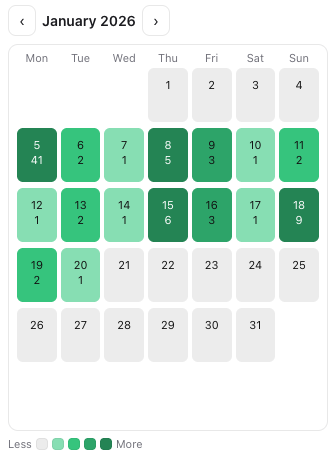 ‹ January 2026 ›
Mon Tue Wed Thu Fri Sat Sun
1 2 3 4
5 6 7 8 9 10 11
41 2 1 5 3 1 2
12 13 14 15 16 17 18
1 2 1 6 3 1 9
19 20 21 22 23 24 25
2 1
26 27 28 29 30 31
Less More